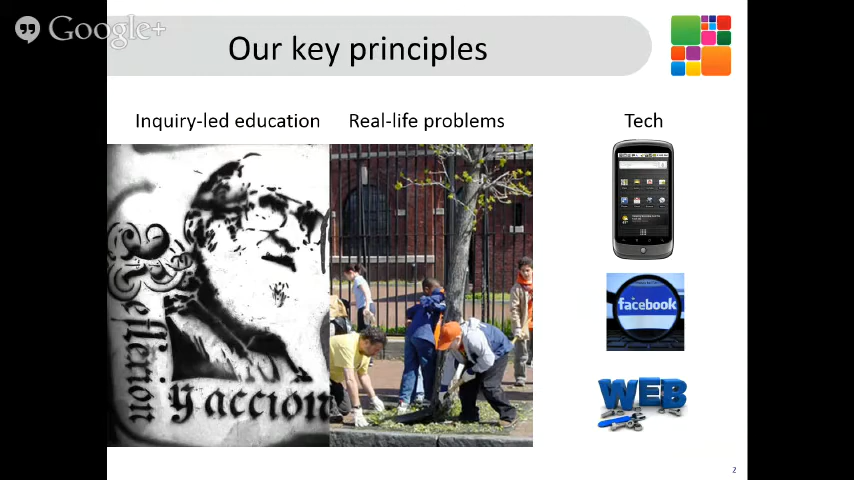 Google+
Our key principles
Inquiry-led education
Real-life problems
Tech
Reflexion
y accion
facebook
WEB
2